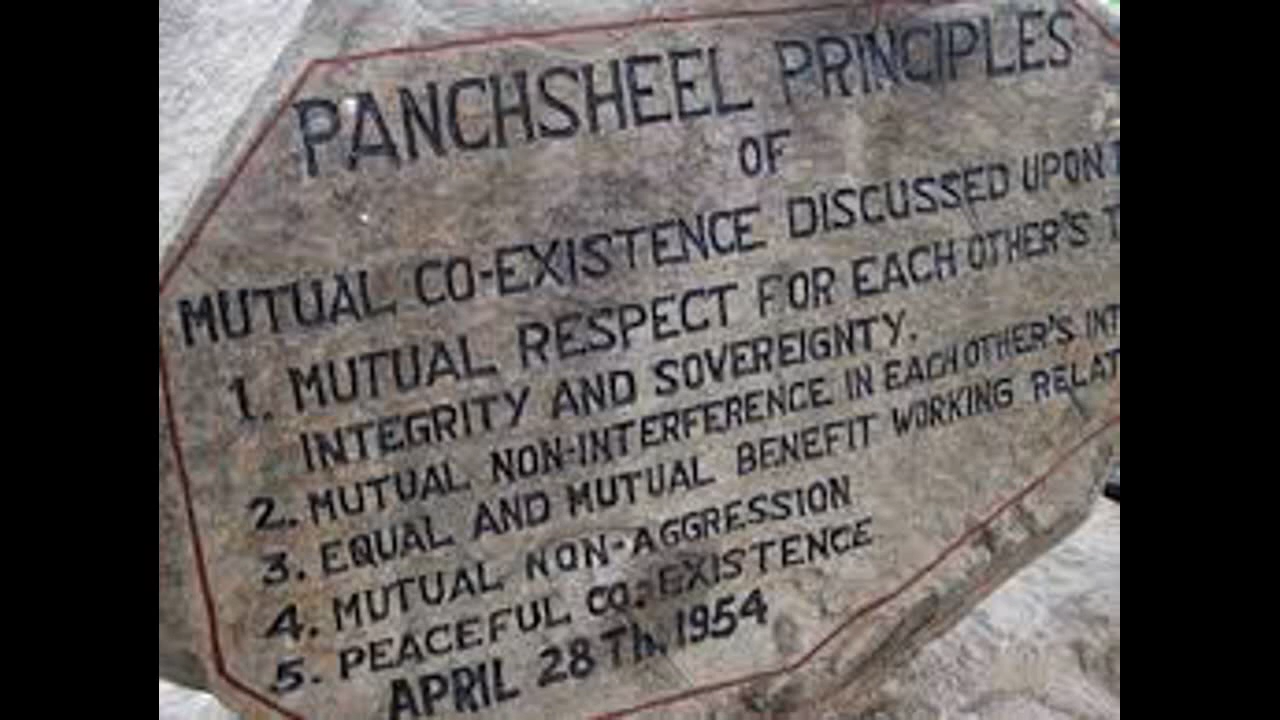 PANCHSHEEL PRINCIPLES
OF
MUTUAL CO-EXISTENCE DISCUSSED UPON
1. MUTUAL RESPECT FOR EACH OTHER'S T
INTEGRITY AND SOVEREIGNTY.
2. MUTUAL NON-INTERFERENCE IN EACH OTHER'S INT
3. EQUAL AND MUTUAL BENEFIT WORKING RELAT
4. MUTUAL NON-AGGRESSION
5. PEACEFUL CO-EXISTENCE
APRIL 28TH, 1954